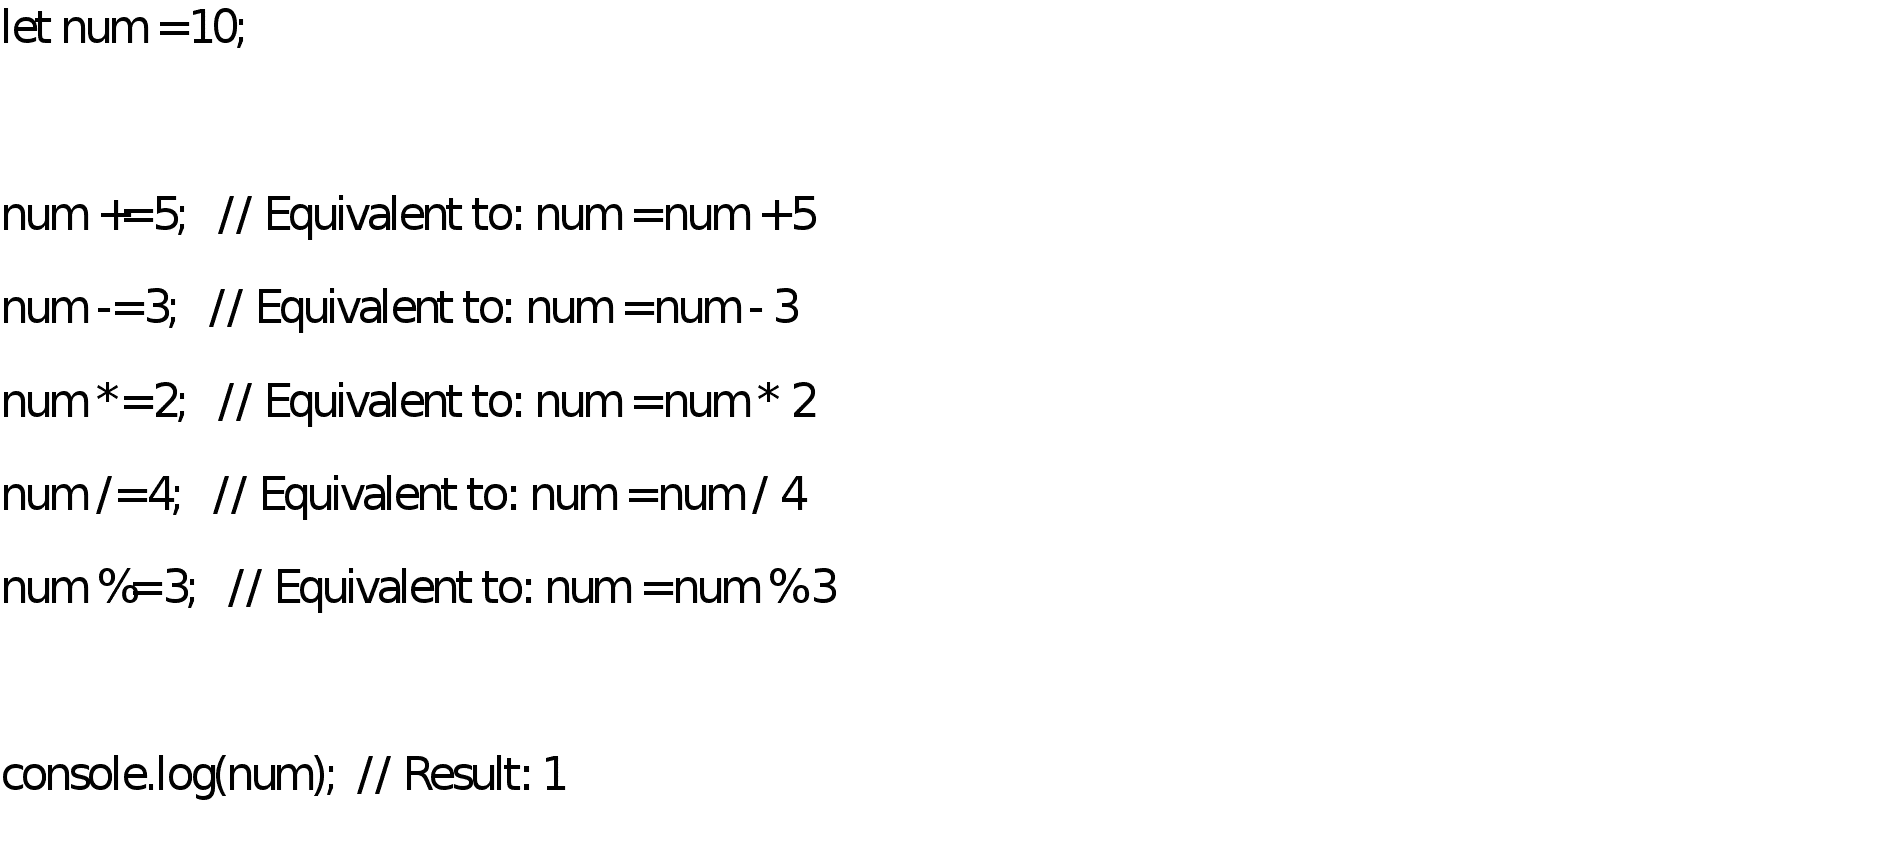 let num = 10;
num += 5;   // Equivalent to: num = num + 5
num -= 3;   // Equivalent to: num = num - 3
num *= 2;   // Equivalent to: num = num * 2
num /= 4;   // Equivalent to: num = num / 4
num %= 3;   // Equivalent to: num = num % 3
console.log(num);  // Result: 1